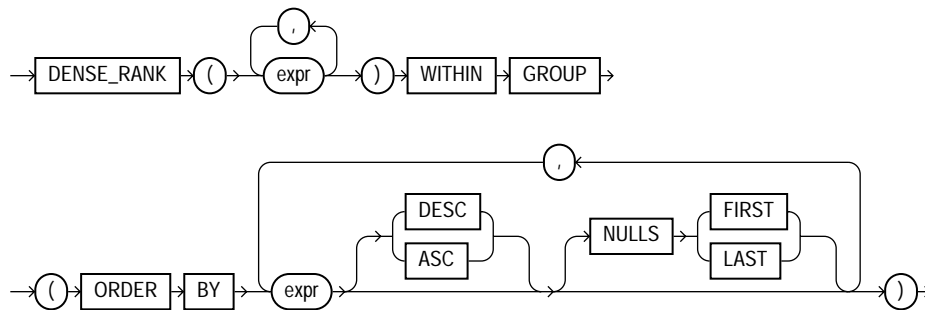 ,
DENSE_RANK ( expr ) WITHIN GROUP
,
DESC FIRST
NULLS
ASC LAST
( ORDER BY expr )